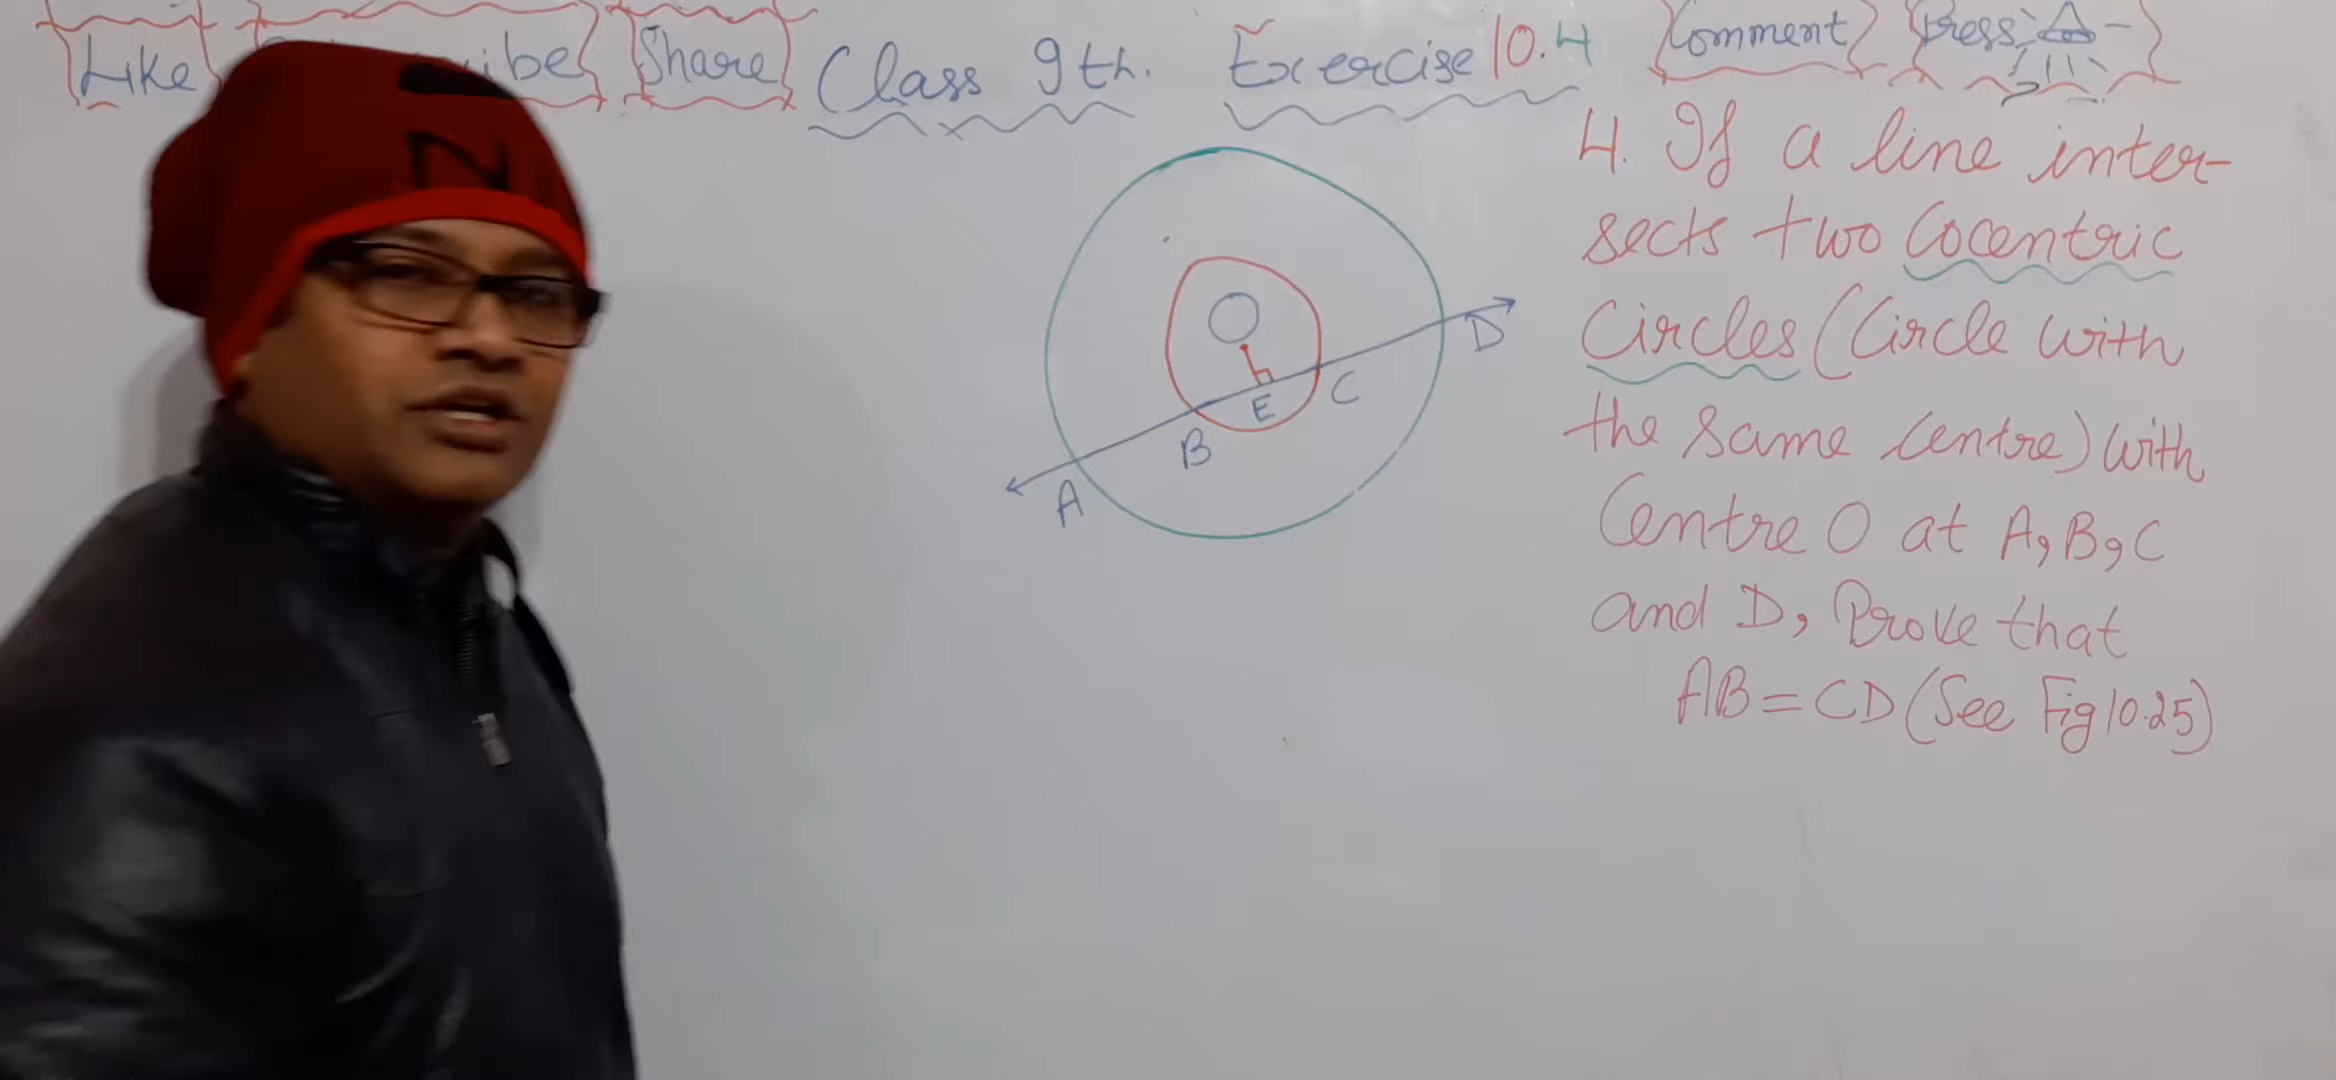 Like
Share
Class 9th. Exercise 10.4
Comment
Press
4. If a line inter-
sects two Cocentric
Circles (Circle with
the same Centre) with
Centre O at A, B, C
and D, Prove that
AB = CD (See Fig 10.25)
O
D
C
E
B
A
N